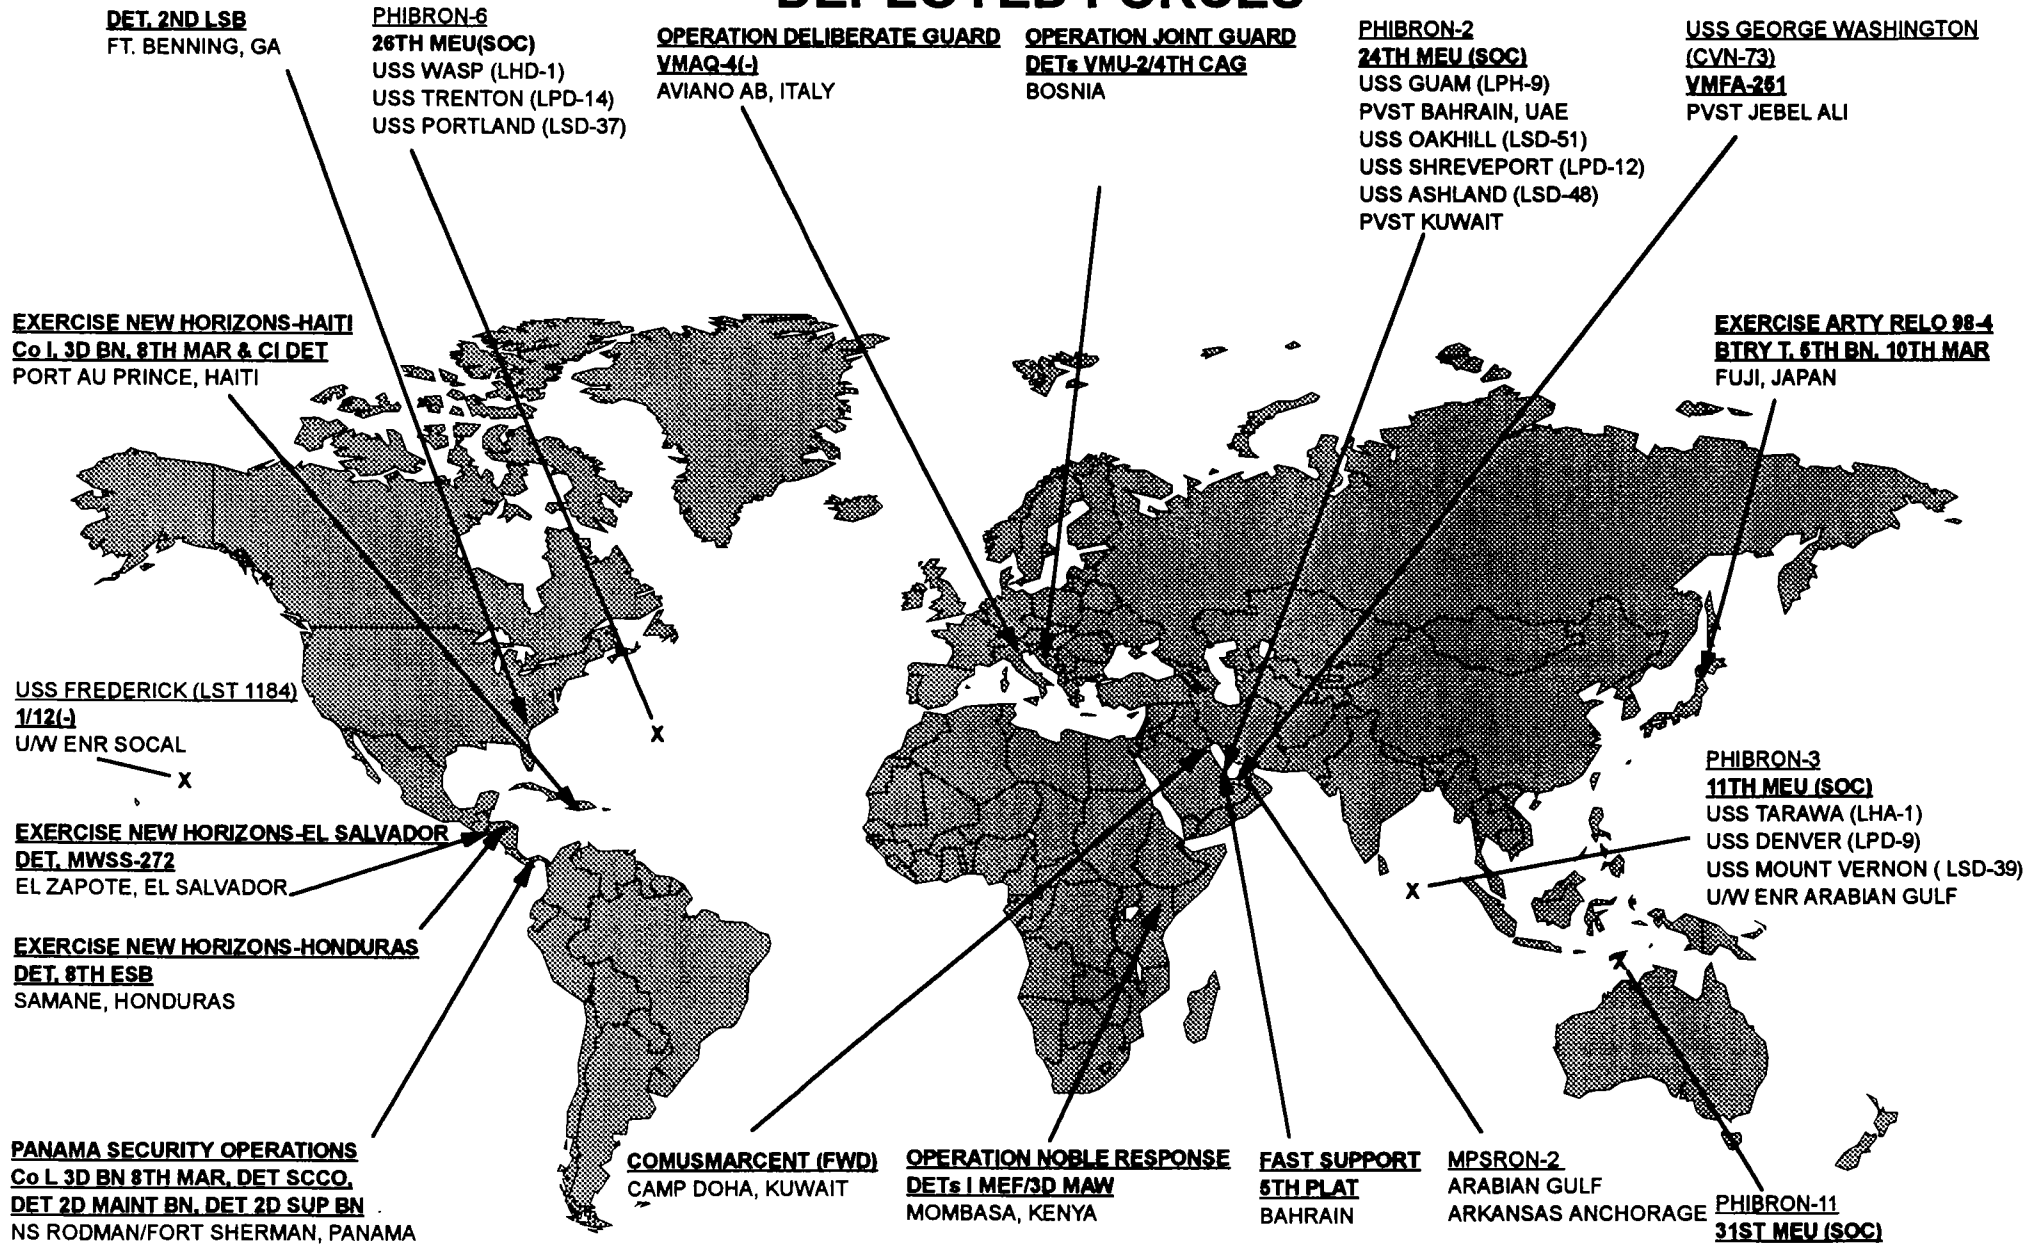 DET, 2ND LSB
FT. BENNING, GA
PHIBRON-6
26TH MEU(SOC)
USS WASP (LHD-1)
USS TRENTON (LPD-14)
USS PORTLAND (LSD-37)
OPERATION DELIBERATE GUARD
VMAQ-4(-)
AVIANO AB, ITALY
OPERATION JOINT GUARD
DETs VMU-2/4TH CAG
BOSNIA
PHIBRON-2
24TH MEU (SOC)
USS GUAM (LPH-9)
PVST BAHRAIN, UAE
USS OAKHILL (LSD-51)
USS SHREVEPORT (LPD-12)
USS ASHLAND (LSD-48)
PVST KUWAIT
USS GEORGE WASHINGTON
(CVN-73)
VMFA-251
PVST JEBEL ALI
EXERCISE NEW HORIZONS-HAITI
Co I, 3D BN, 8TH MAR & CI DET
PORT AU PRINCE, HAITI
EXERCISE ARTY RELO 98-4
BTRY T, 5TH BN, 10TH MAR
FUJI, JAPAN
USS FREDERICK (LST 1184)
1/12(-)
U/W ENR SOCAL
X
X
PHIBRON-3
11TH MEU (SOC)
USS TARAWA (LHA-1)
USS DENVER (LPD-9)
USS MOUNT VERNON ( LSD-39)
U/W ENR ARABIAN GULF
X
X
EXERCISE NEW HORIZONS-EL SALVADOR
DET, MWSS-272
EL ZAPOTE, EL SALVADOR
EXERCISE NEW HORIZONS-HONDURAS
DET, 8TH ESB
SAMANE, HONDURAS
PANAMA SECURITY OPERATIONS
Co L 3D BN 8TH MAR, DET SCCO,
DET 2D MAINT BN, DET 2D SUP BN
NS RODMAN/FORT SHERMAN, PANAMA
COMUSMARCENT (FWD)
CAMP DOHA, KUWAIT
OPERATION NOBLE RESPONSE
DETs I MEF/3D MAW
MOMBASA, KENYA
FAST SUPPORT
5TH PLAT
BAHRAIN
MPSRON-2
ARABIAN GULF
ARKANSAS ANCHORAGE
PHIBRON-11
31ST MEU (SOC)